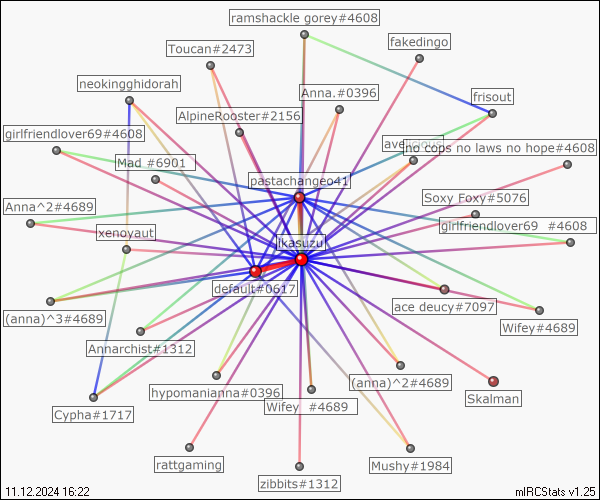 ramshackle gorey#4608
fakedingo
Toucan#2473
neokingghidorah
Anna.#0396
frisout
AlpineRooster#2156
girlfriendlover69#4608
no cops no laws no hope#4608
Mad_#6901
pastachangeo41
Soxy Foxy#5076
Anna^2#4689
girlfriendlover69 #4608
xenoyaut
ikasuzu
default#0617
ace deucy#7097
(anna)^3#4689
Wifey#4689
Annarchist#1312
(anna)^2#4689
hypomanianna#0396
Skalman
Wifey #4689
Cypha#1717
rattgaming
Mushy#1984
zibbits#1312
11.12.2024 16:22
mIRCStats v1.25